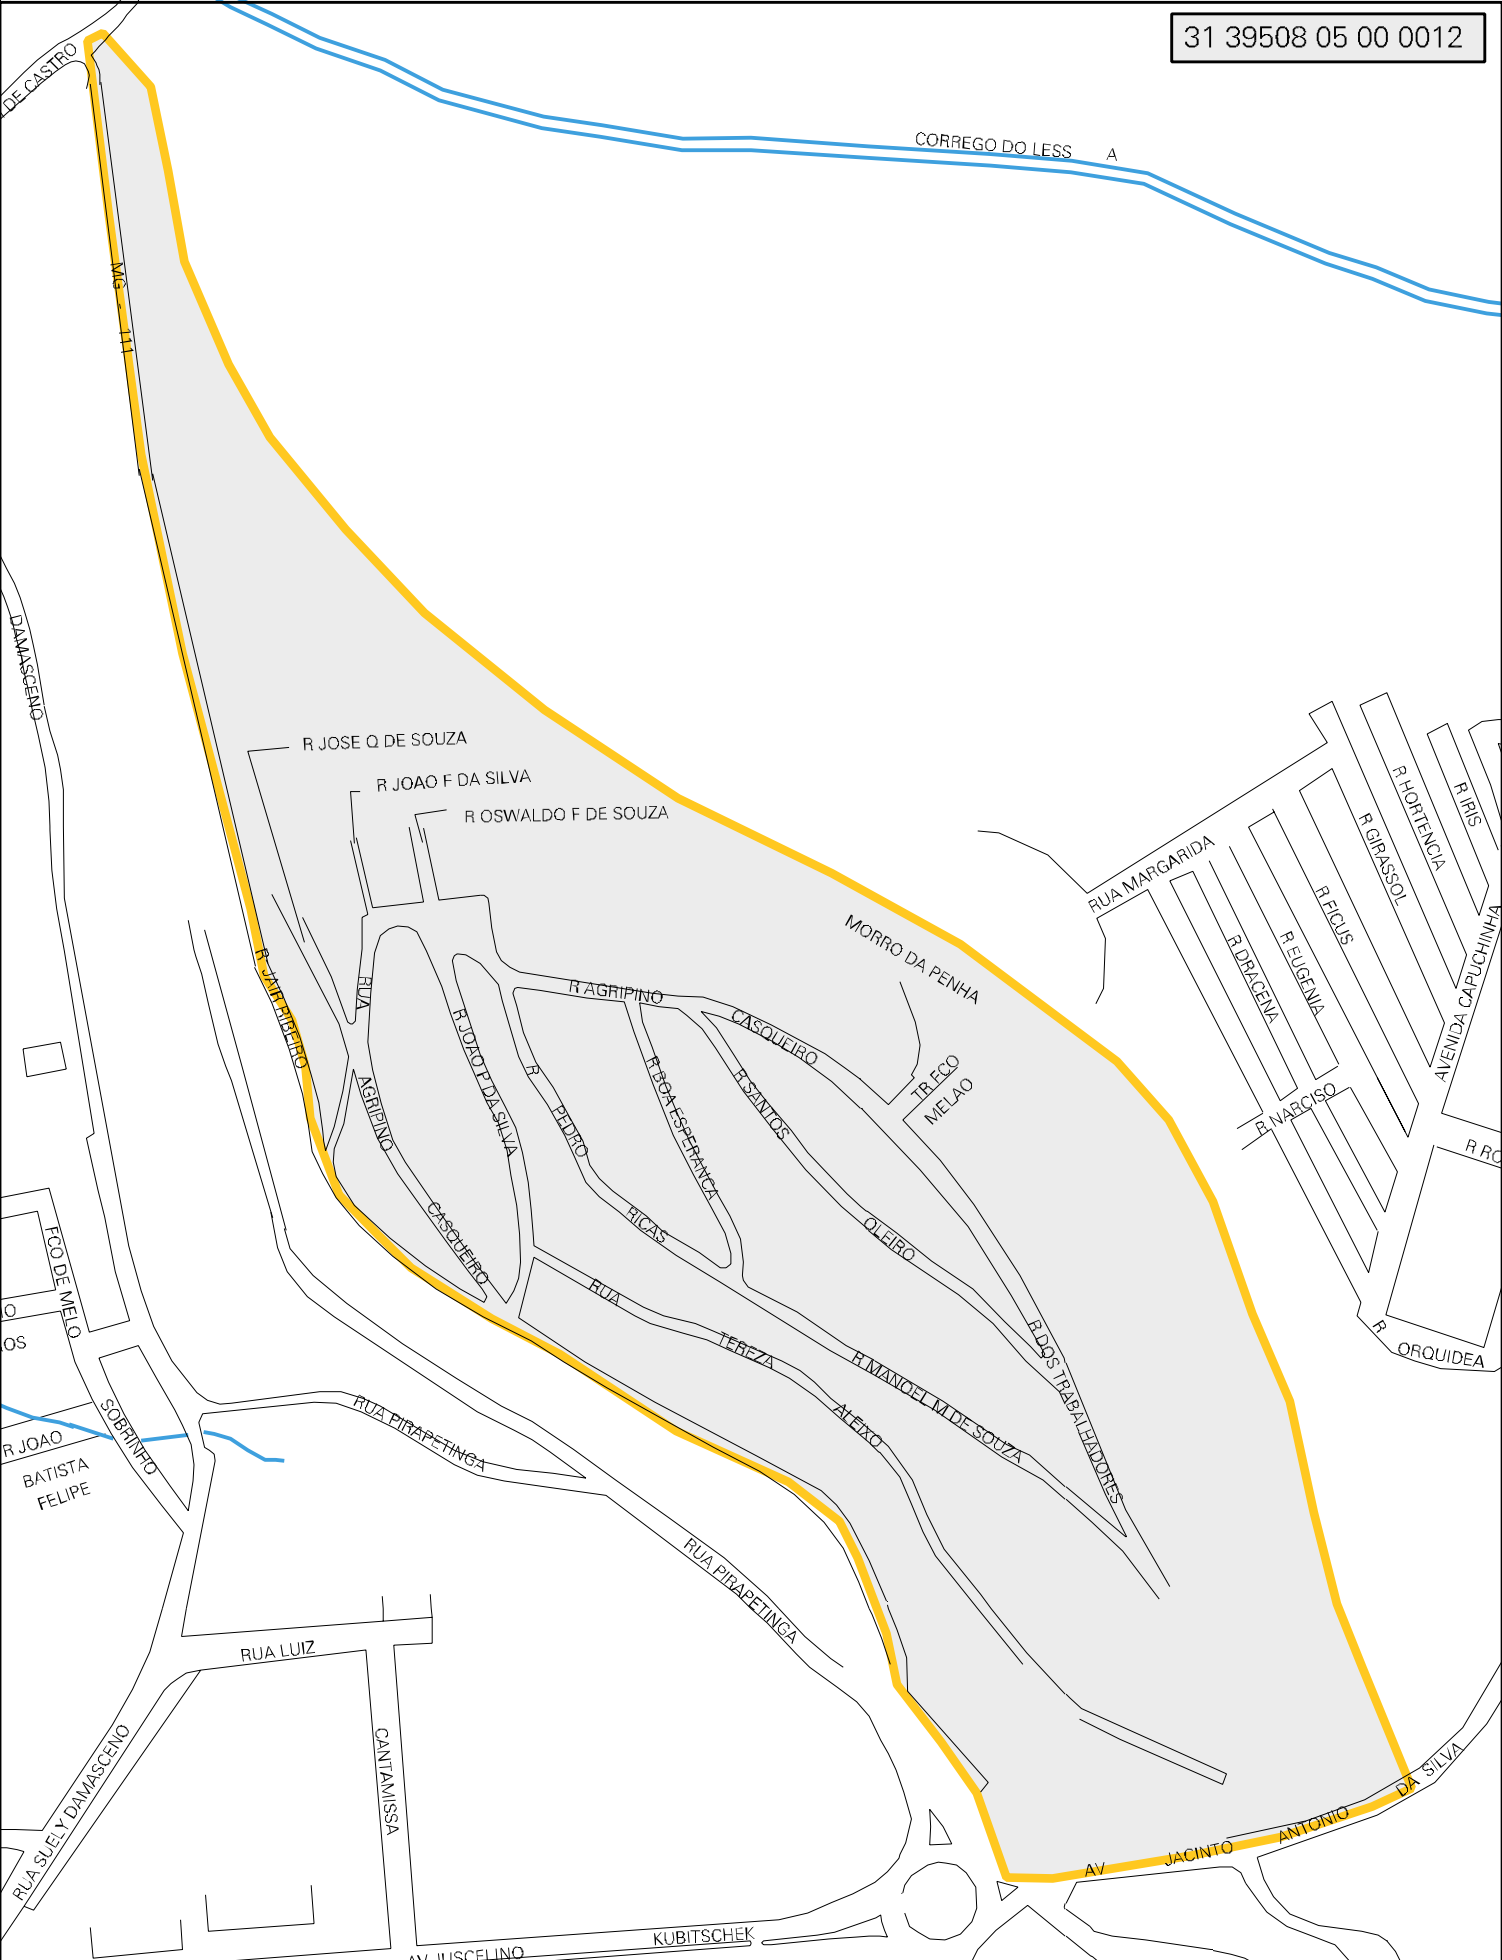 31 39508 05 00 0012
DE CASTRO
CORREGO DO LESS A
MG - 111
DAMASCENO
R JOSE Q DE SOUZA
R JOAO F DA SILVA
R OSWALDO F DE SOUZA
R HORTENCIA
R IRIS
R GIRASSOL
RUA MARGARIDA
R FICUS
R EUGENIA
R DRACENA
AVENIDA CAPUCHINHA
MORRO DA PENHA
R JAIR RIBEIRO
RUA
AGRIPINO
CASQUEIRO
R AGRIPINO
CASQUEIRO
R JOAO P DA SILVA
R
PEDRO
RICAS
R BOA ESPERANCA
R SANTOS
OLEIRO
TR FCO
MELAO
R NARCISO
R RO
R
ORQUIDEA
FCO DE MELO
SOBRINHO
IO
OS
R JOAO
BATISTA
FELIPE
RUA
TEREZA
ALEIXO
R MANOEL M DE SOUZA
R DOS TRABALHADORES
RUA PIRAPETINGA
RUA PIRAPETINGA
RUA LUIZ
CANTAMISSA
RUA SUELY DAMASCENO
AV JACINTO ANTONIO DA SILVA
AV JUSCELINO
KUBITSCHEK